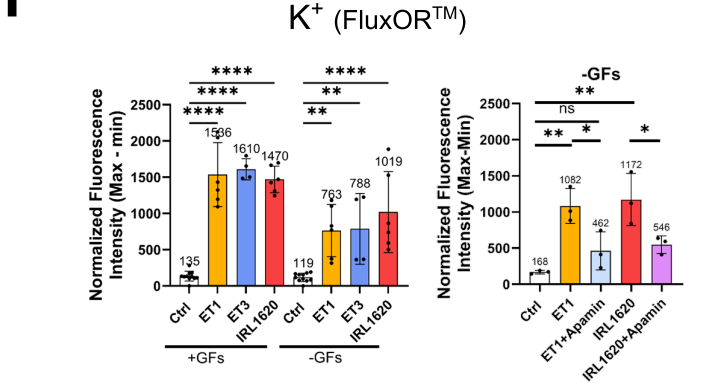 K⁺ (FluxOR™)
Normalized Fluorescence
Intensity (Max - min)
2500
2000
1500
1000
500
0
****
****
****
****
**
**
135
1536
1610
1470
119
763
788
1019
Ctrl
ET1
ET3
IRL1620
Ctrl
ET1
ET3
IRL1620
+GFs
-GFs
-GFs
Normalized Fluorescence
Intensity (Max-Min)
2500
2000
1500
1000
500
0
**
ns
**
*
*
168
1082
462
1172
546
Ctrl
ET1
ET1+Apamin
IRL1620
IRL1620+Apamin